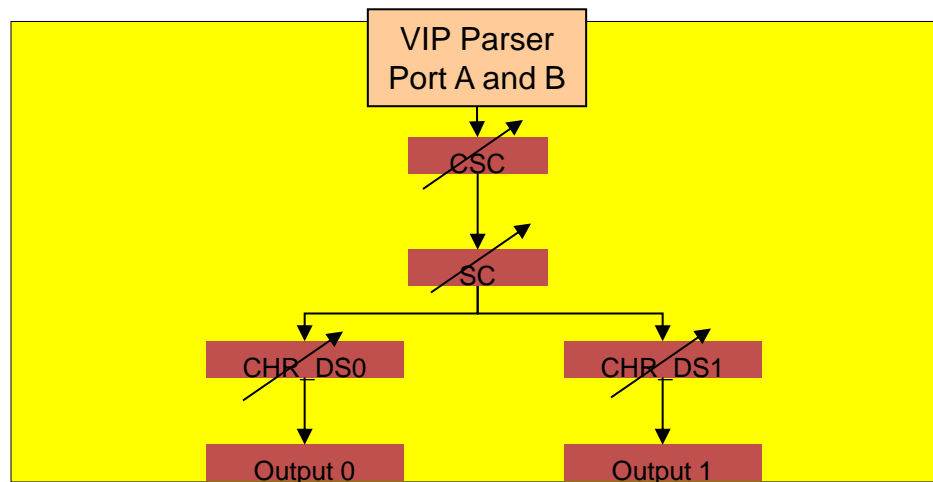 VIP Parser
Port A and B
CSC
SC
CHR_DS0
CHR_DS1
Output 0
Output 1